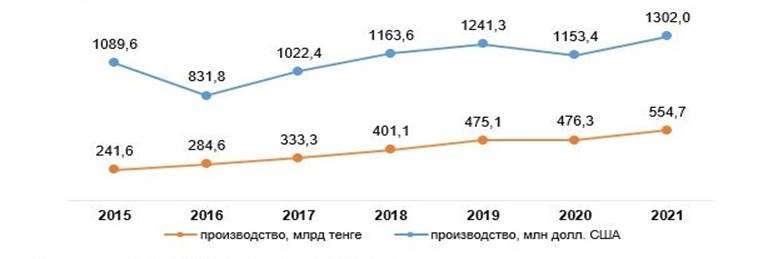 1089,6 831,8 1022,4 1163,6 1241,3 1153,4 1302,0
241,6 284,6 333,3 401,1 475,1 476,3 554,7
2015 2016 2017 2018 2019 2020 2021
производство, млрд тенге производство, млн долл. США